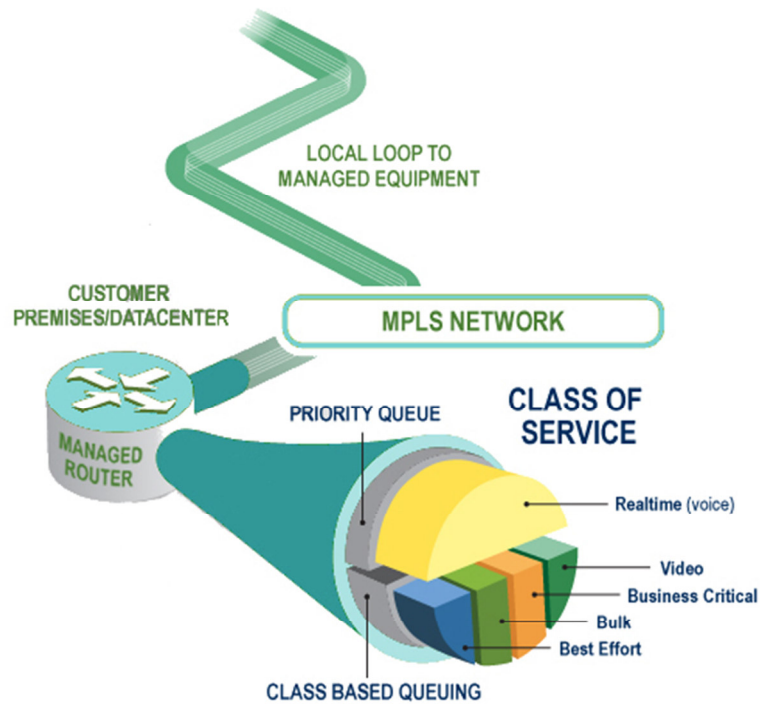 LOCAL LOOP TO
MANAGED EQUIPMENT
CUSTOMER
PREMISES/DATACENTER
MPLS NETWORK
MANAGED
ROUTER
PRIORITY QUEUE
CLASS OF
SERVICE
Realtime (voice)
Video
Business Critical
Bulk
Best Effort
CLASS BASED QUEUING